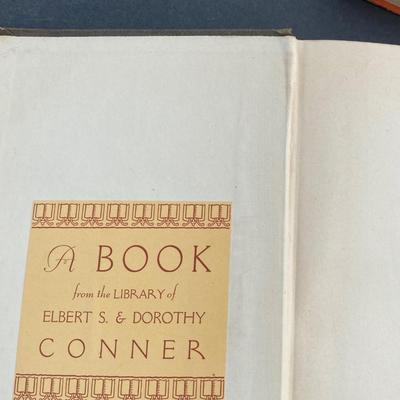 A BOOK
from the LIBRARY of
ELBERT S. & DOROTHY
CONNER